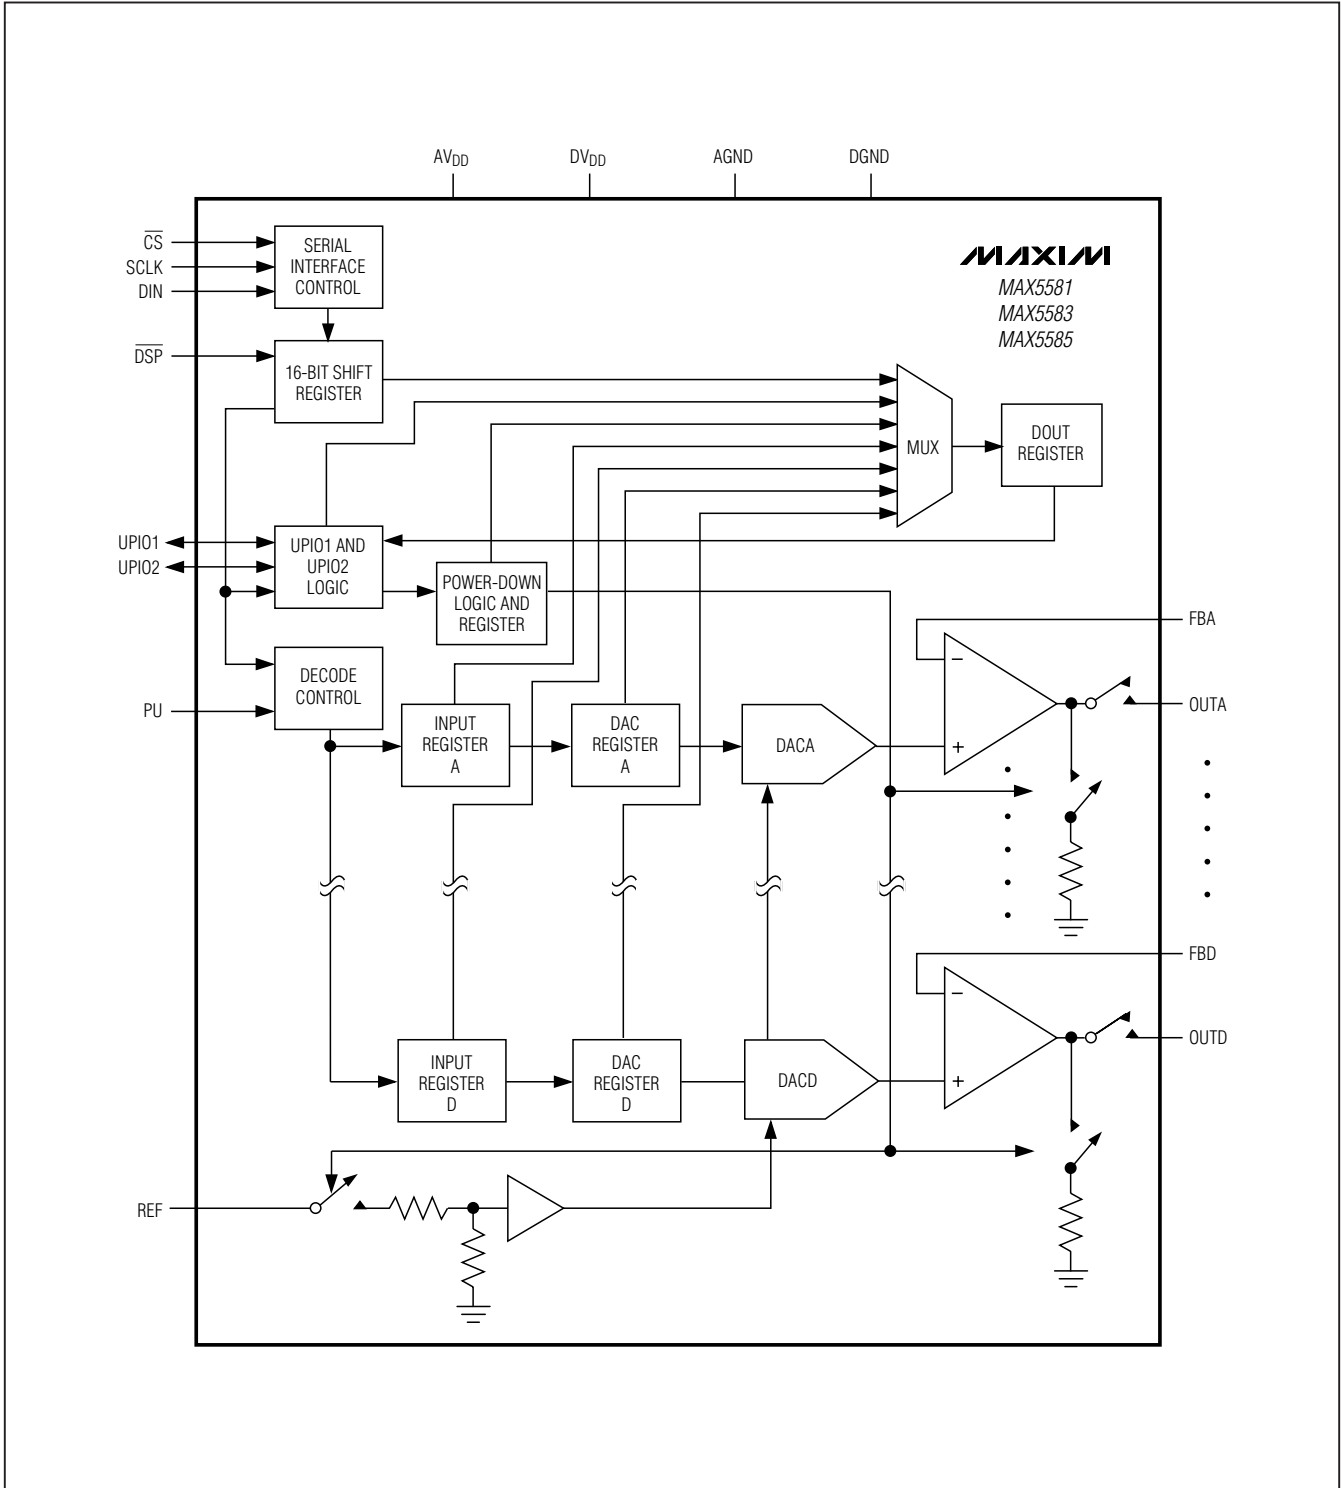 AVDD
DVDD
AGND
DGND
CS
SCLK
DIN
SERIAL
INTERFACE
CONTROL
MAXIM
MAX5581
MAX5583
MAX5585
DSP
16-BIT SHIFT
REGISTER
MUX
DOUT
REGISTER
UPIO1
UPIO2
UPIO1 AND
UPIO2
LOGIC
POWER-DOWN
LOGIC AND
REGISTER
FBA
DECODE
CONTROL
PU
INPUT
REGISTER
A
DAC
REGISTER
A
DACA
−
+
OUTA
FBD
INPUT
REGISTER
D
DAC
REGISTER
D
DACD
−
+
OUTD
REF